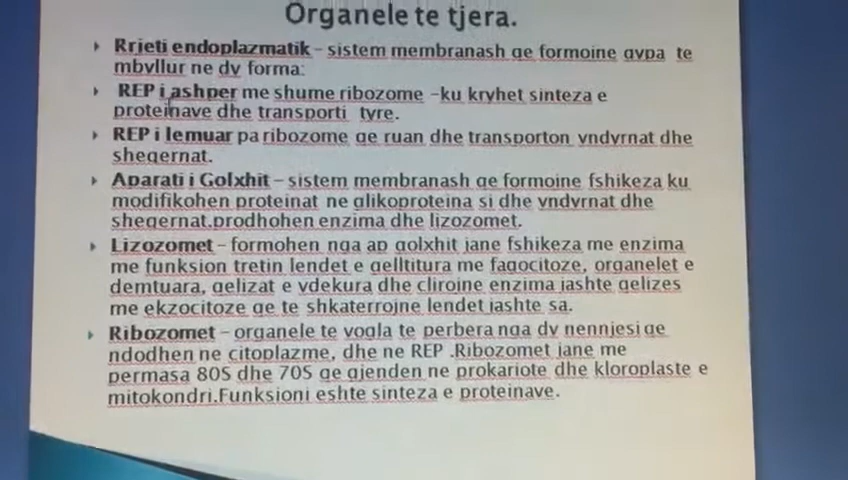 Organele te tjera.
Rrjeti endoplazmatik – sistem membranash qe formojne qypa te
mbyllur ne dy forma:
REP i ashper me shume ribozome –ku kryhet sinteza e
proteinave dhe transporti tyre.
REP i lemuar pa ribozome qe ruan dhe transporton yndyrnat dhe
sheqernat.
Aparati i Golxhit – sistem membranash qe formojne fshikeza ku
modifikohen proteinat ne glikoproteina si dhe yndyrnat dhe
sheqernat.prodhohen enzima dhe lizozomet.
Lizozomet – formohen nga ap golxhit jane fshikeza me enzima
me funksion tretin lendet e gelltitura me fagocitoze, organelet e
demtuara, qelizat e vdekura dhe clirojne enzima jashte qelizes
me ekzocitoze qe te shkaterrojne lendet jashte sa.
Ribozomet – organele te vogla te perbera nga dy nennjesi qe
ndodhen ne citoplazme, dhe ne REP .Ribozomet jane me
permasa 80S dhe 70S qe gjenden ne prokariote dhe kloroplaste e
mitokondri.Funksioni eshte sinteza e proteinave.